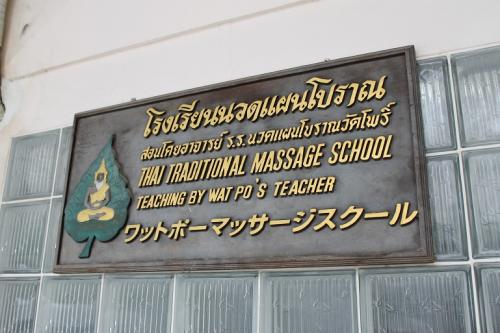 โรงเรียนนวดแผนโบราณ
สอนโดยอาจารย์ ร.ร. นวดแผนโบราณวัดโพธิ์
THAI TRADITIONAL MASSAGE SCHOOL
TEACHING BY WAT PO'S TEACHER
ワットポーマッサージスクール